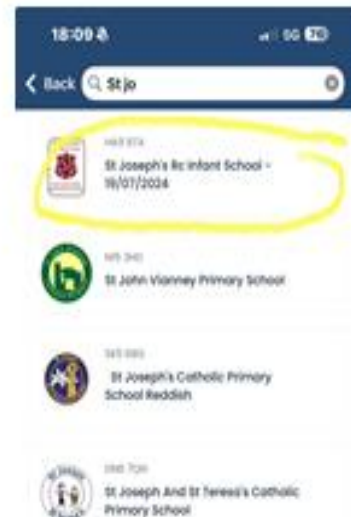 18:09
5G 76
Back
St jo
St Joseph's Rc Infant School -
19/07/2024
St John Vianney Primary School
St Joseph's Catholic Primary
School Reddish
St Joseph And St Teresa's Catholic
Primary School